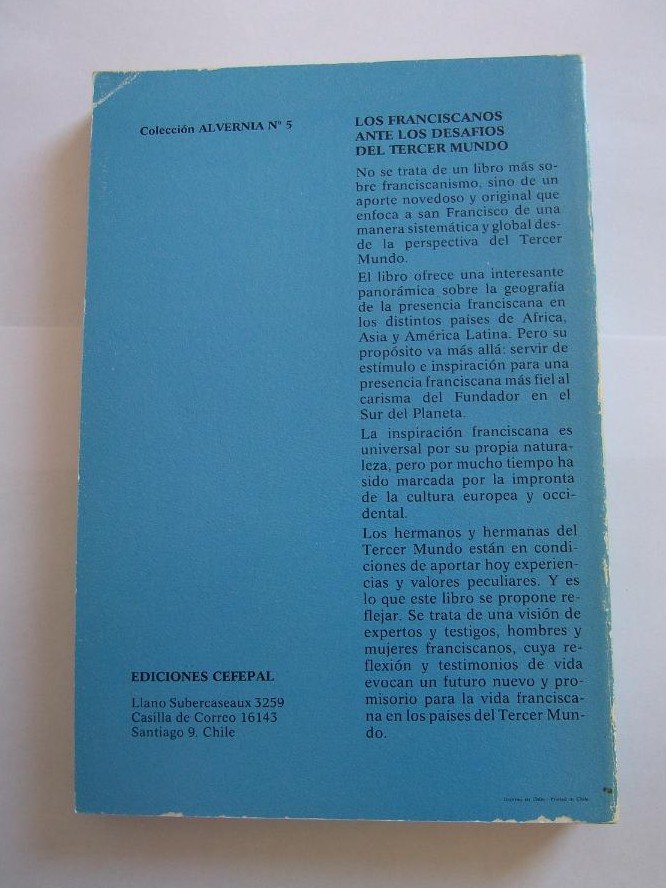 Colección ALVERNIA Nº 5
LOS FRANCISCANOS
ANTE LOS DESAFIOS
DEL TERCER MUNDO
No se trata de un libro más so-
bre franciscanismo, sino de un
aporte novedoso y original que
enfoca a san Francisco de una
manera sistemática y global des-
de la perspectiva del Tercer
Mundo.
El libro ofrece una interesante
panorámica sobre la geografía
de la presencia franciscana en
los distintos países de Africa,
Asia y América Latina. Pero su
propósito va más allá: servir de
estímulo e inspiración para una
presencia franciscana más fiel al
carisma del Fundador en el
Sur del Planeta.
La inspiración franciscana es
universal por su propia natura-
leza, pero por mucho tiempo ha
sido marcada por la impronta
de la cultura europea y occi-
dental.
Los hermanos y hermanas del
Tercer Mundo están en condi-
ciones de aportar hoy experien-
cias y valores peculiares. Y es
lo que este libro se propone re-
flejar. Se trata de una visión de
expertos y testigos, hombres y
mujeres franciscanos, cuya re-
flexión y testimonios de vida
evocan un futuro nuevo y pro-
misorio para la vida francisca-
na en los países del Tercer Mun-
do.
EDICIONES CEFEPAL
Llano Subercaseaux 3259
Casilla de Correo 16143
Santiago 9. Chile
Impreso en Chile / Printed in Chile